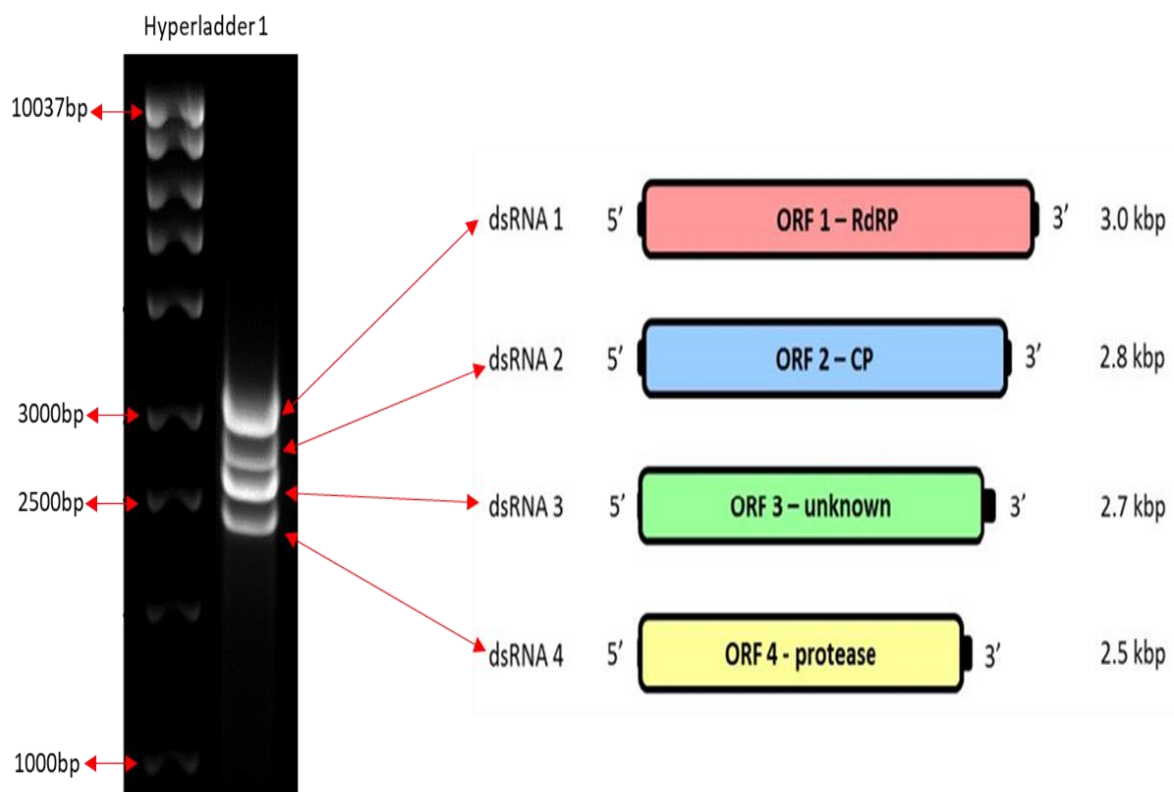 Hyperladder 1
10037bp
3000bp
2500bp
1000bp
dsRNA 1 5’ ORF 1 – RdRP 3’ 3.0 kbp
dsRNA 2 5’ ORF 2 – CP 3’ 2.8 kbp
dsRNA 3 5’ ORF 3 – unknown 3’ 2.7 kbp
dsRNA 4 5’ ORF 4 - protease 3’ 2.5 kbp